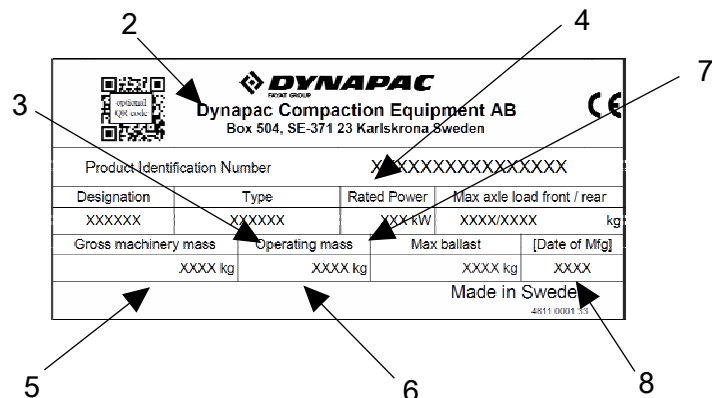 2
4
7
3
optional
QR code
DYNAPAC
FAYAT GROUP
Dynapac Compaction Equipment AB
Box 504, SE-371 23 Karlskrona Sweden
CE
Product Identification Number XXXXXXXXXXXXXXXXX
Designation Type Rated Power Max axle load front / rear
XXXXXX XXXXXX XXX kW XXXX/XXXX kg
Gross machinery mass Operating mass Max ballast [Date of Mfg]
XXXX kg XXXX kg XXXX kg XXXX
Made in Sweden
4811 0001 33
5
6
8